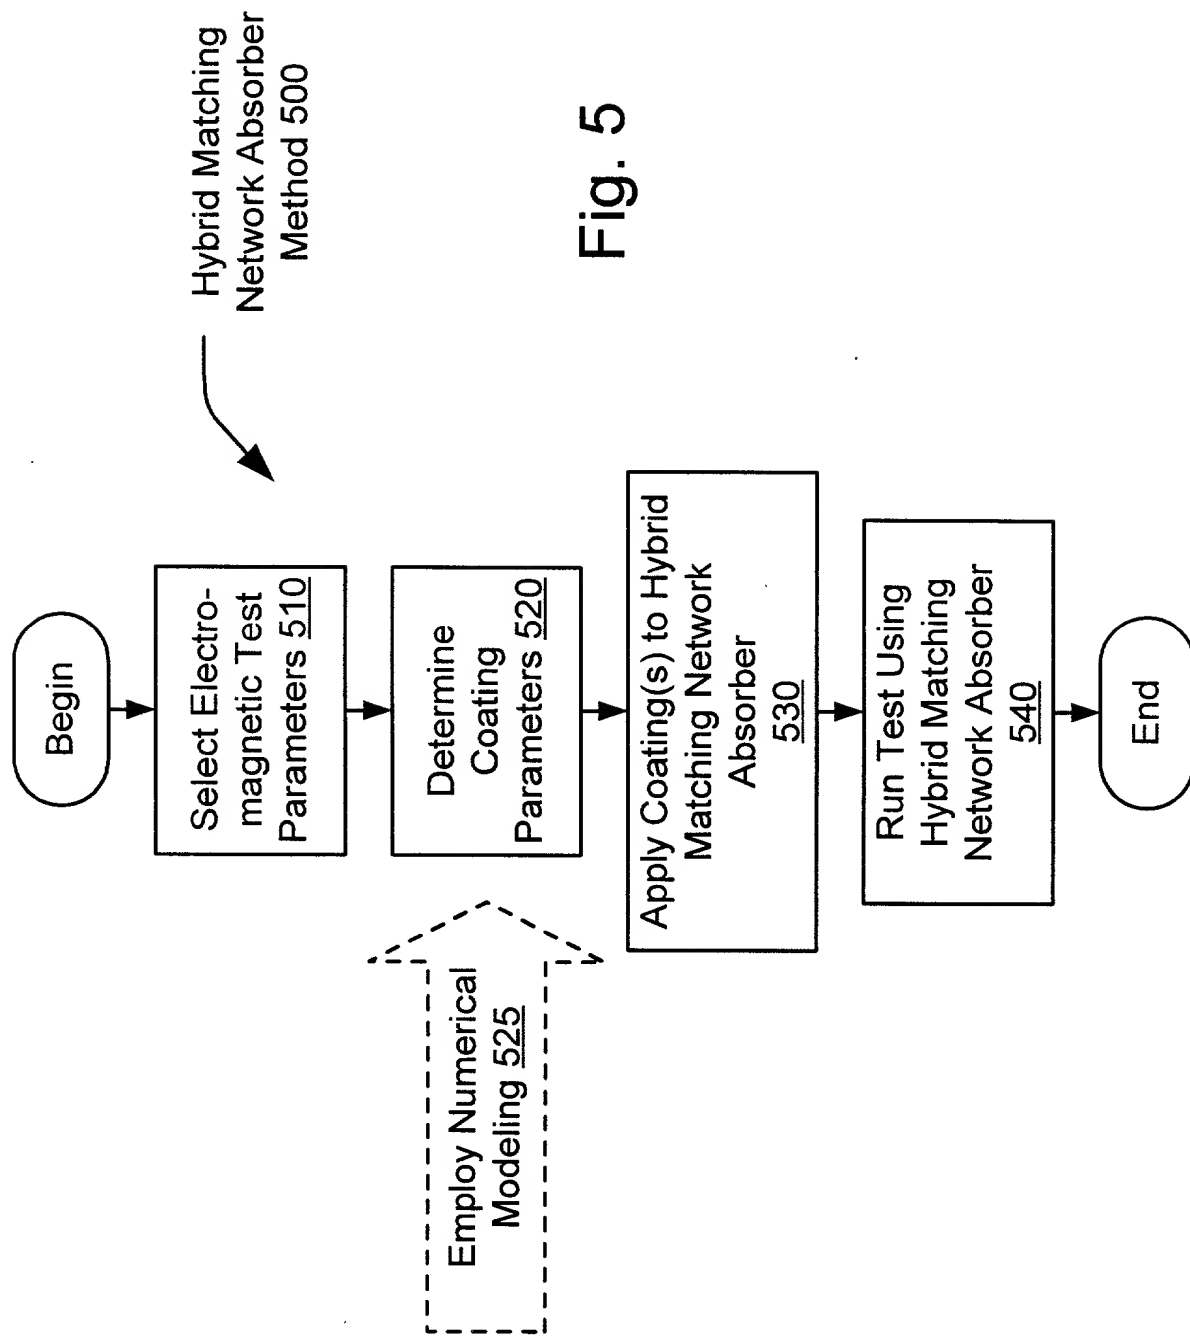 Hybrid Matching
Network Absorber
Method 500
Begin
Select Electro-
magnetic Test
Parameters 510
Determine
Coating
Parameters 520
Employ Numerical
Modeling 525
Apply Coating(s) to Hybrid
Matching Network
Absorber
530
Run Test Using
Hybrid Matching
Network Absorber
540
End
Fig. 5